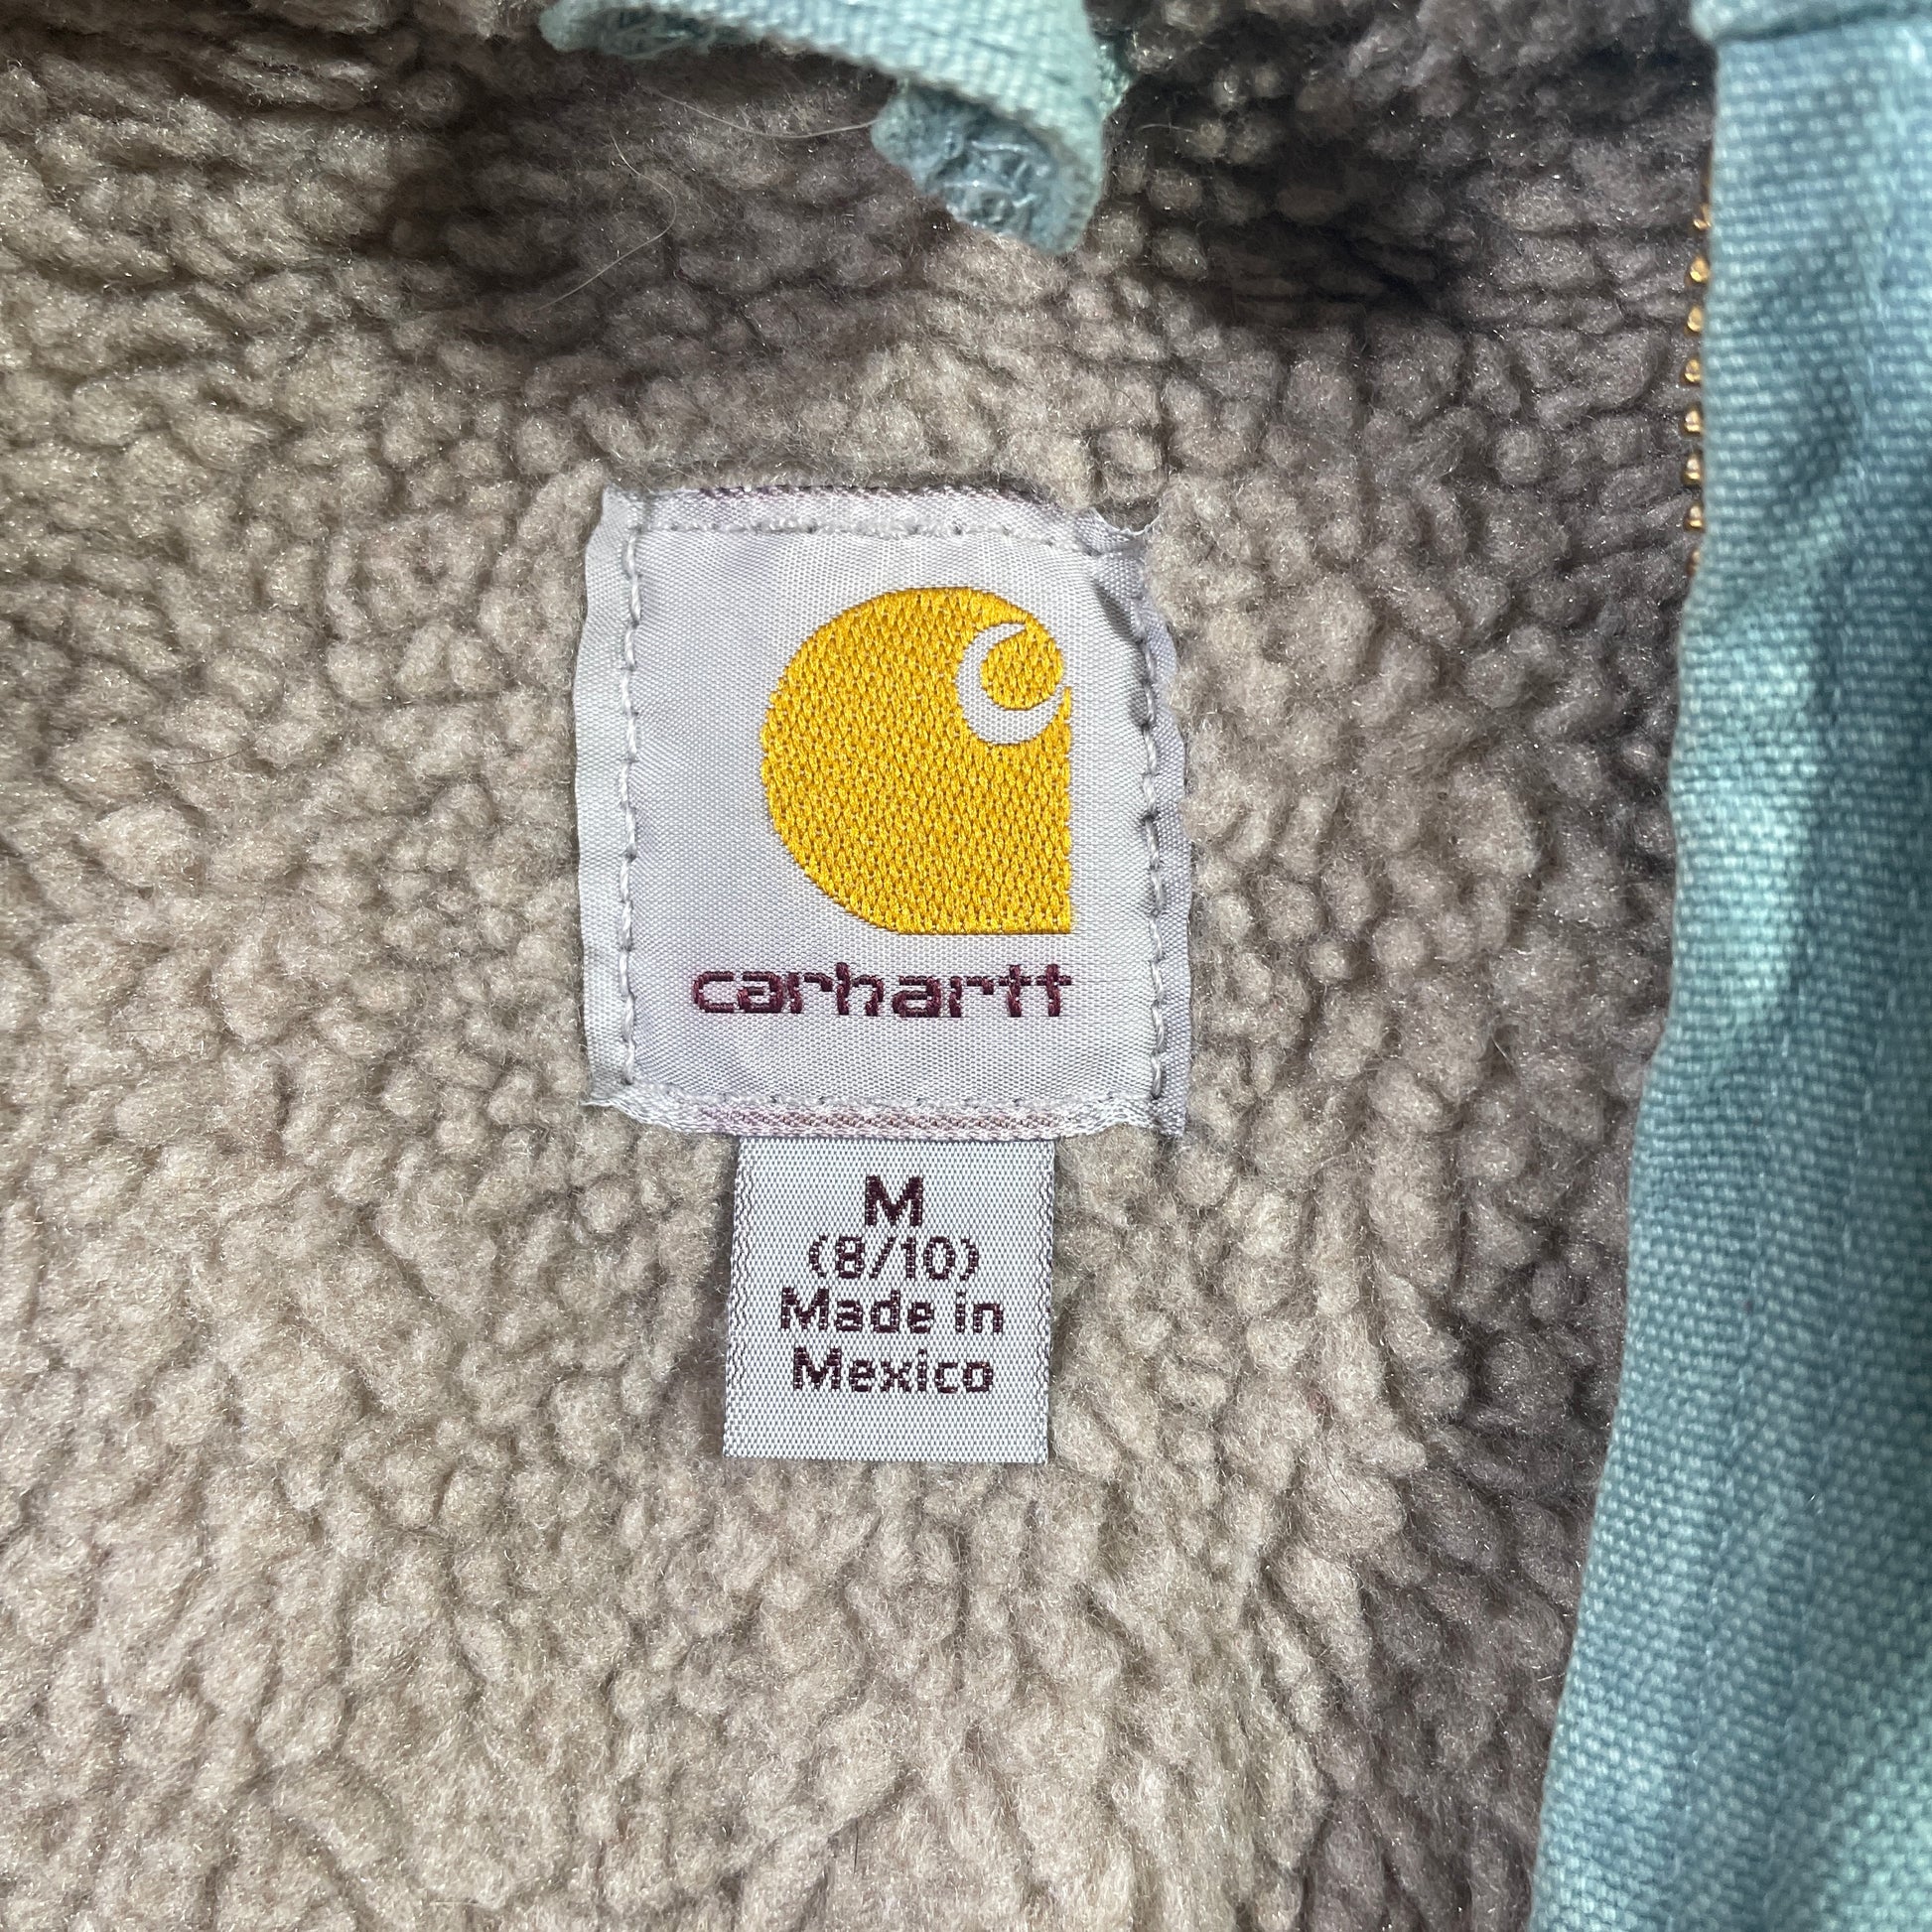 carhartt
M
(8/10)
Made in
Mexico